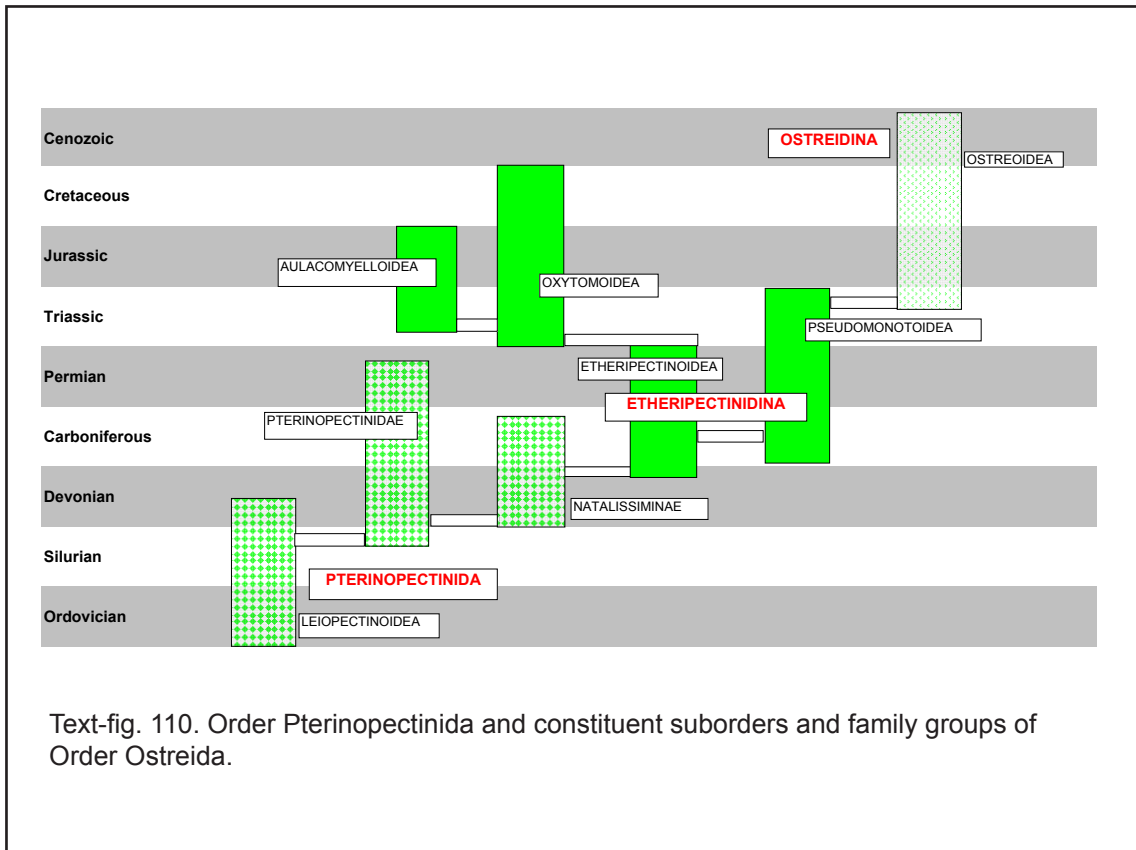 Cenozoic
OSTREIDINA
OSTREOIDEA
Cretaceous
Jurassic
AULACOMYELLOIDEA
OXYTOMOIDEA
Triassic
PSEUDOMONOTOIDEA
Permian
ETHERIPECTINOIDEA
ETHERIPECTINIDINA
PTERINOPECTINIDAE
Carboniferous
Devonian
NATALISSIMINAE
Silurian
PTERINOPECTINIDA
Ordovician
LEIOPECTINOIDEA
Text-fig. 110. Order Pterinopectinida and constituent suborders and family groups of
Order Ostreida.